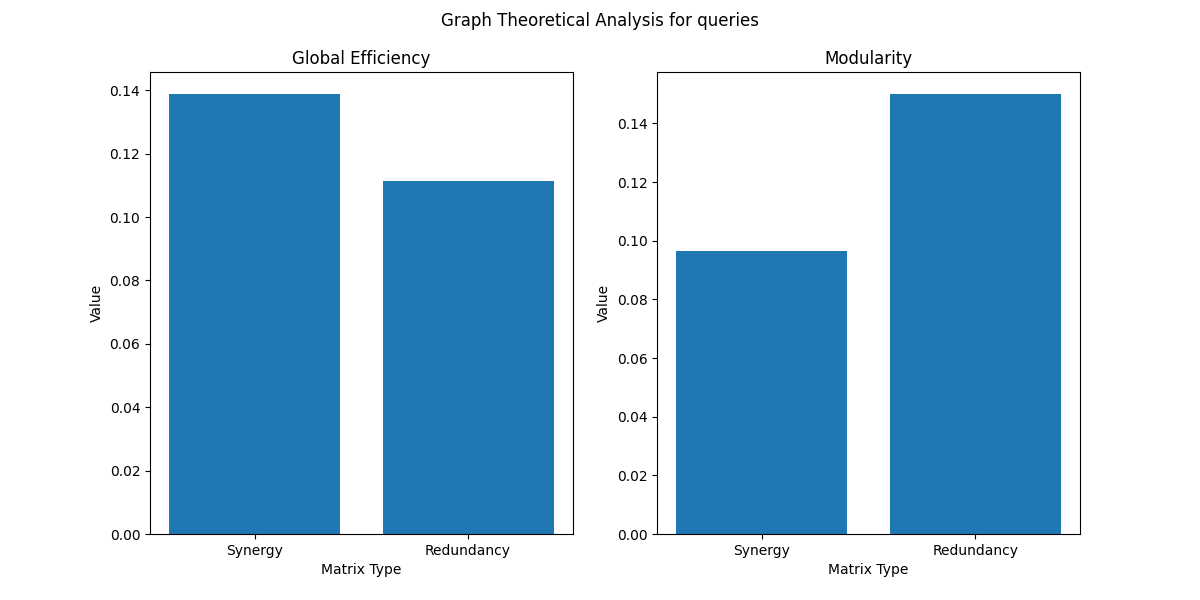 Graph Theoretical Analysis for queries
Global Efficiency
0.14
0.12
0.10
0.08
0.06
0.04
0.02
0.00
Value
Synergy
Redundancy
Matrix Type
Modularity
0.14
0.12
0.10
0.08
0.06
0.04
0.02
0.00
Value
Synergy
Redundancy
Matrix Type